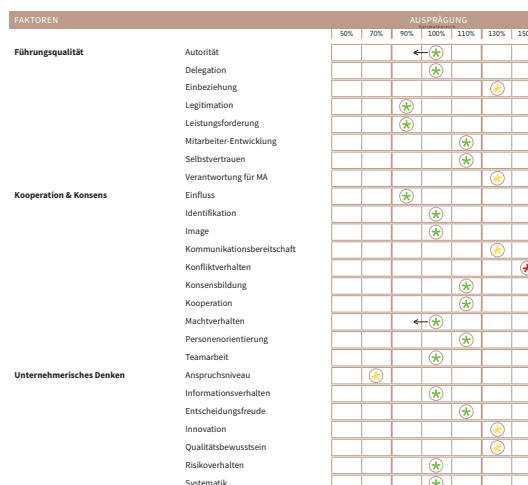 FAKTOREN AUSPRÄGUNG
Optimalbereich
50% 70% 90% 100% 110% 130% 150
Führungsqualität Autorität
Delegation
Einbeziehung
Legitimation
Leistungsforderung
Mitarbeiter-Entwicklung
Selbstvertrauen
Verantwortung für MA
Kooperation & Konsens Einfluss
Identifikation
Image
Kommunikationsbereitschaft
Konfliktverhalten
Konsensbildung
Kooperation
Machtverhalten
Personenorientierung
Teamarbeit
Unternehmerisches Denken Anspruchsniveau
Informationsverhalten
Entscheidungsfreude
Innovation
Qualitätsbewusstsein
Risikoverhalten
Systematik